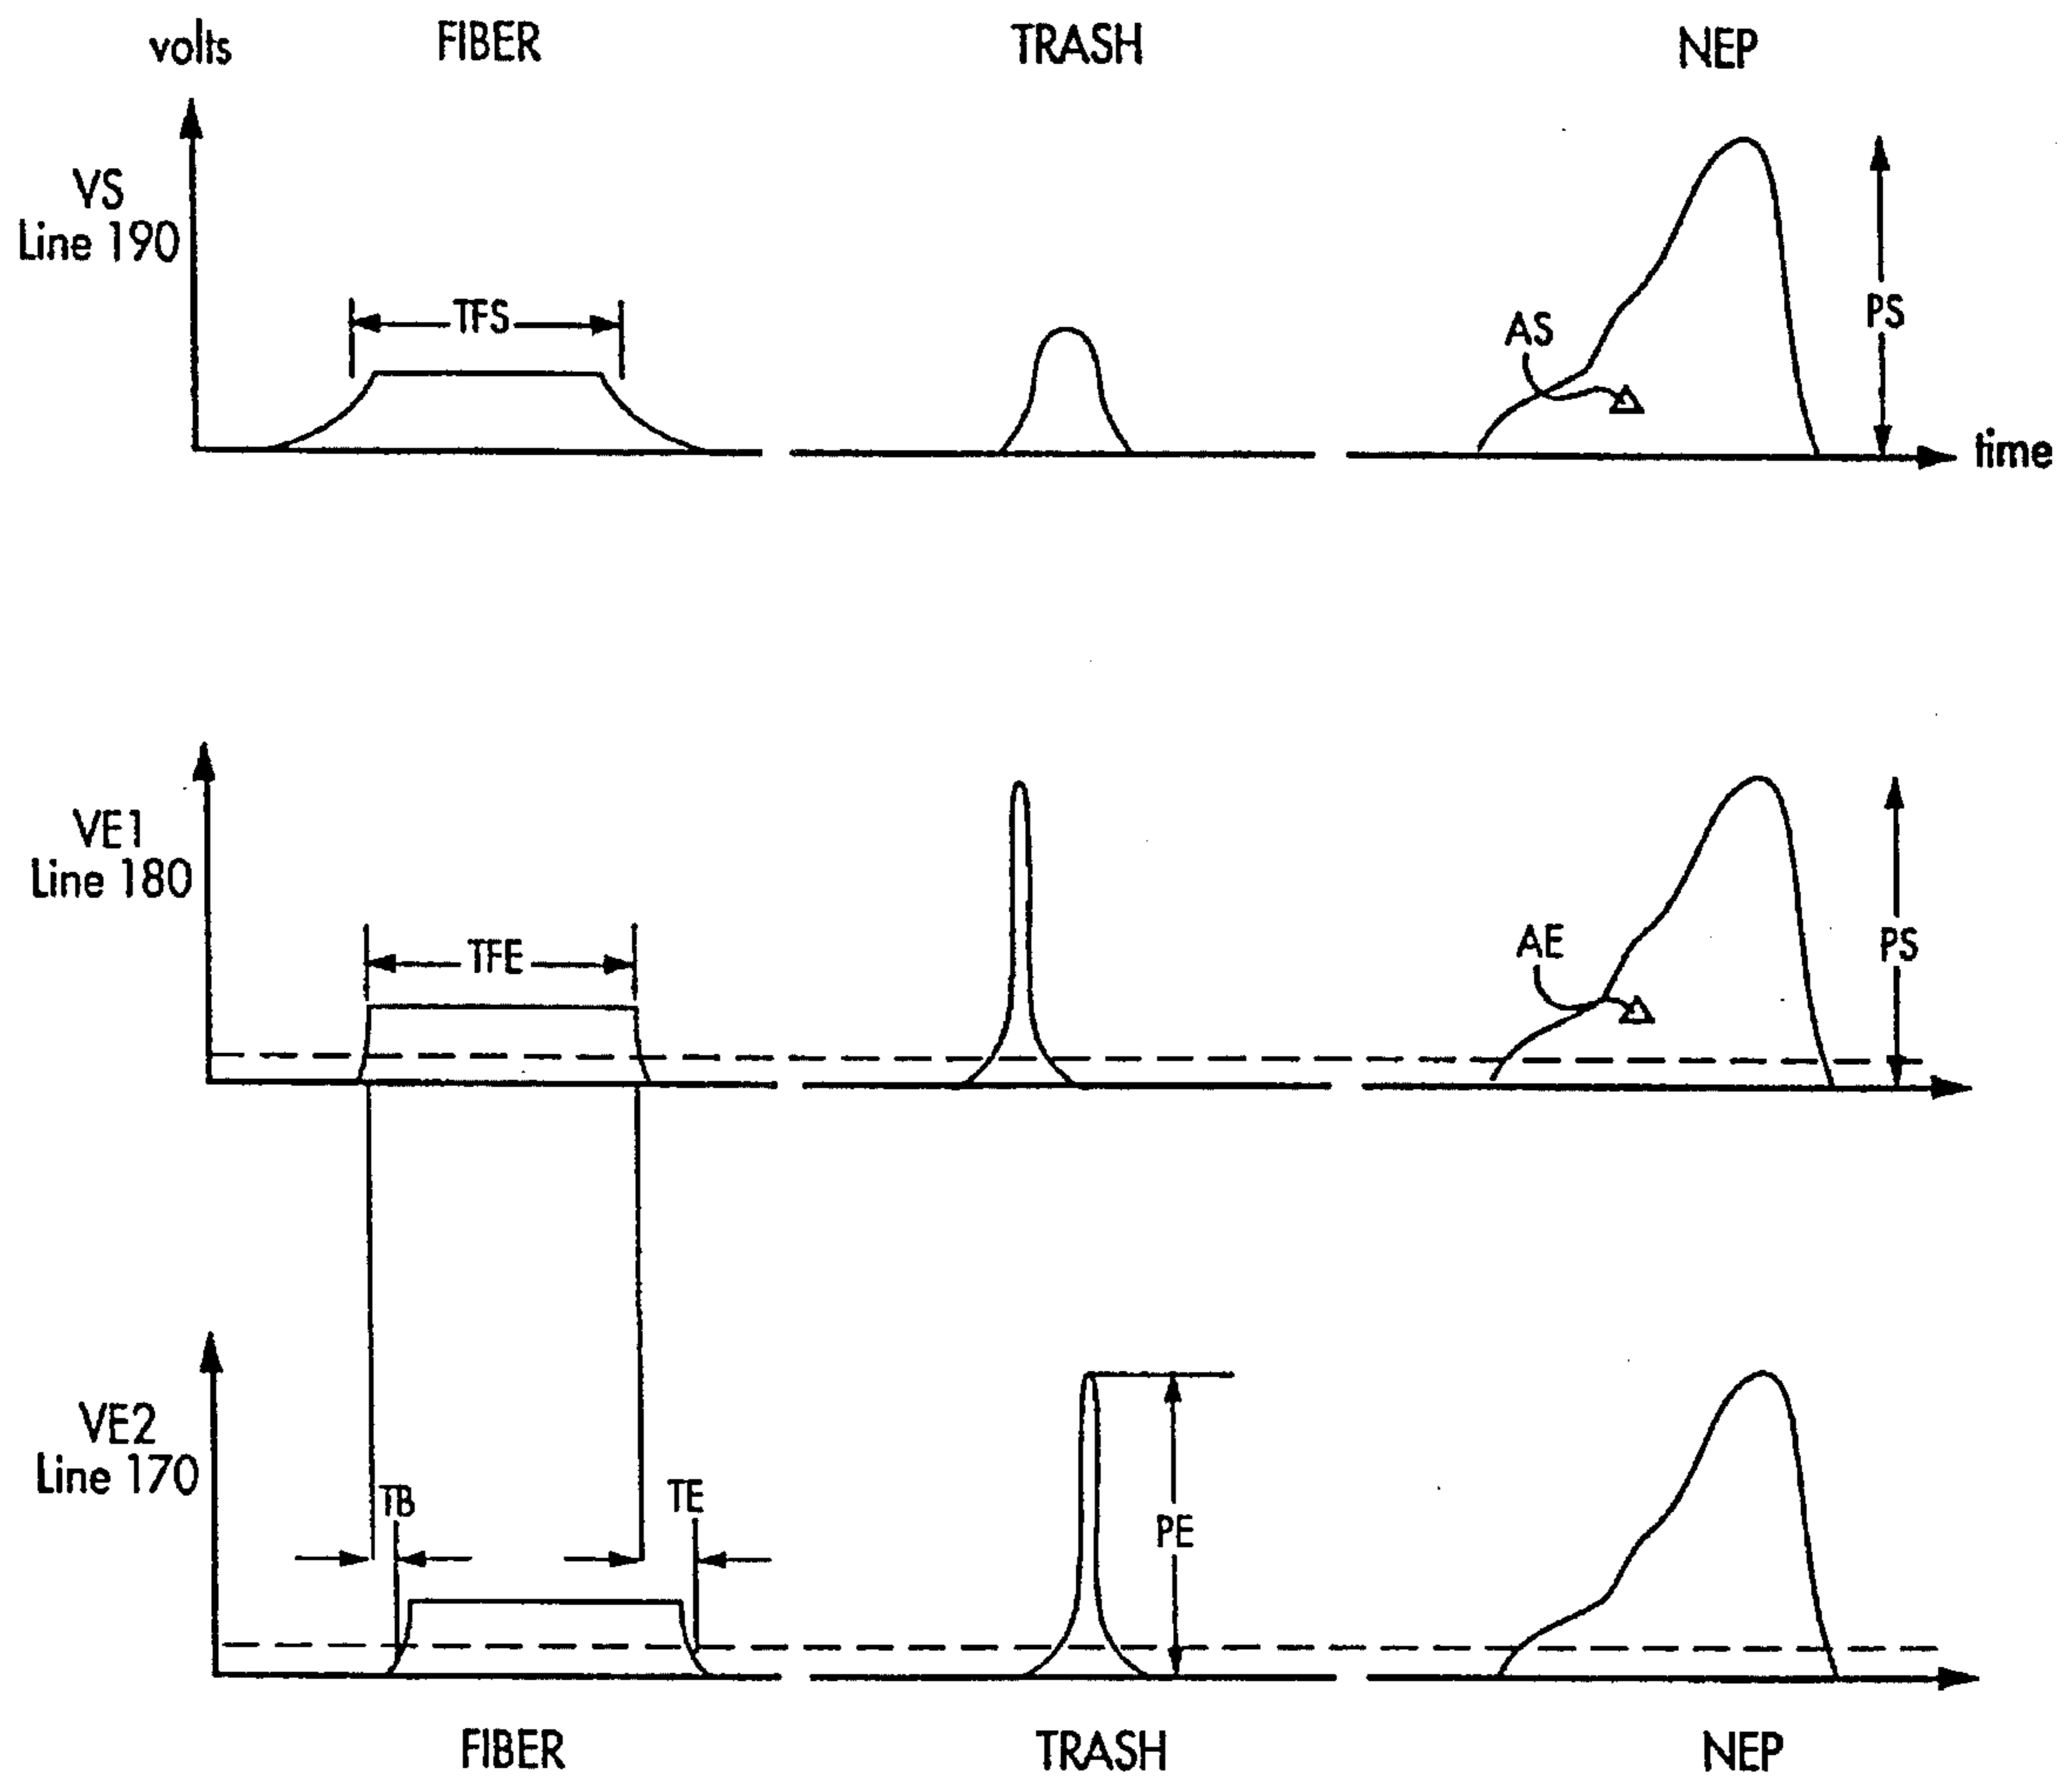 volts FIBER TRASH NEP
VS
Line 190
TFS
AS
PS
time
VE1
Line 180
TFE
AE
PS
VE2
Line 170
TB
TE
PE
FIBER TRASH NEP